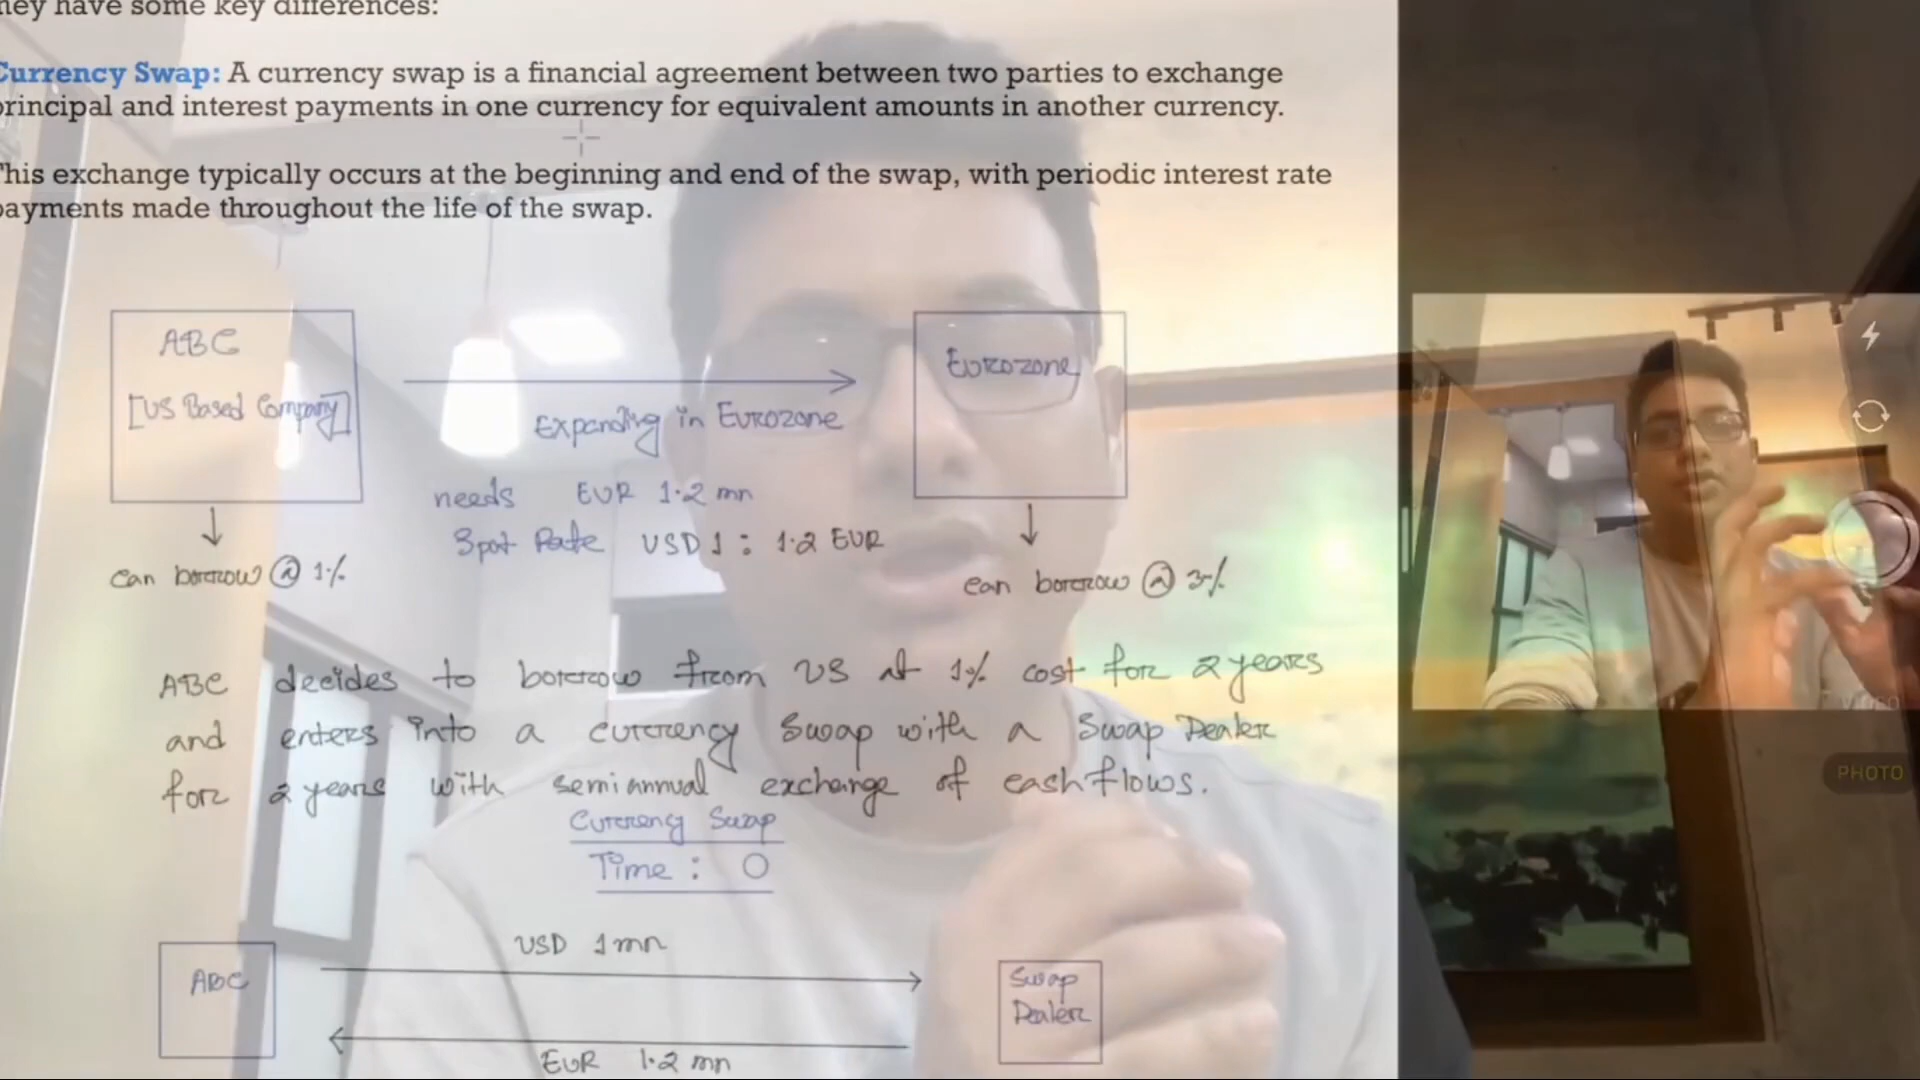 hey have some key differences:
Currency Swap: A currency swap is a financial agreement between two parties to exchange
principal and interest payments in one currency for equivalent amounts in another currency.
This exchange typically occurs at the beginning and end of the swap, with periodic interest rate
payments made throughout the life of the swap.
ABC
[US Based Company]
Expanding in Eurozone
Eurozone
needs EUR 1.2 mn
Spot Rate USD 1 : 1.2 EUR
can borrow @ 1%
can borrow @ 3%
ABC decides to borrow from US at 1% cost for 2 years
and enters into a currency swap with a Swap Dealer
for 2 years with semiannual exchange of cashflows.
Currency Swap
Time : 0
USD 1 mn
ABC
Swap
Dealer
EUR 1.2 mn
VIDEO
PHOTO